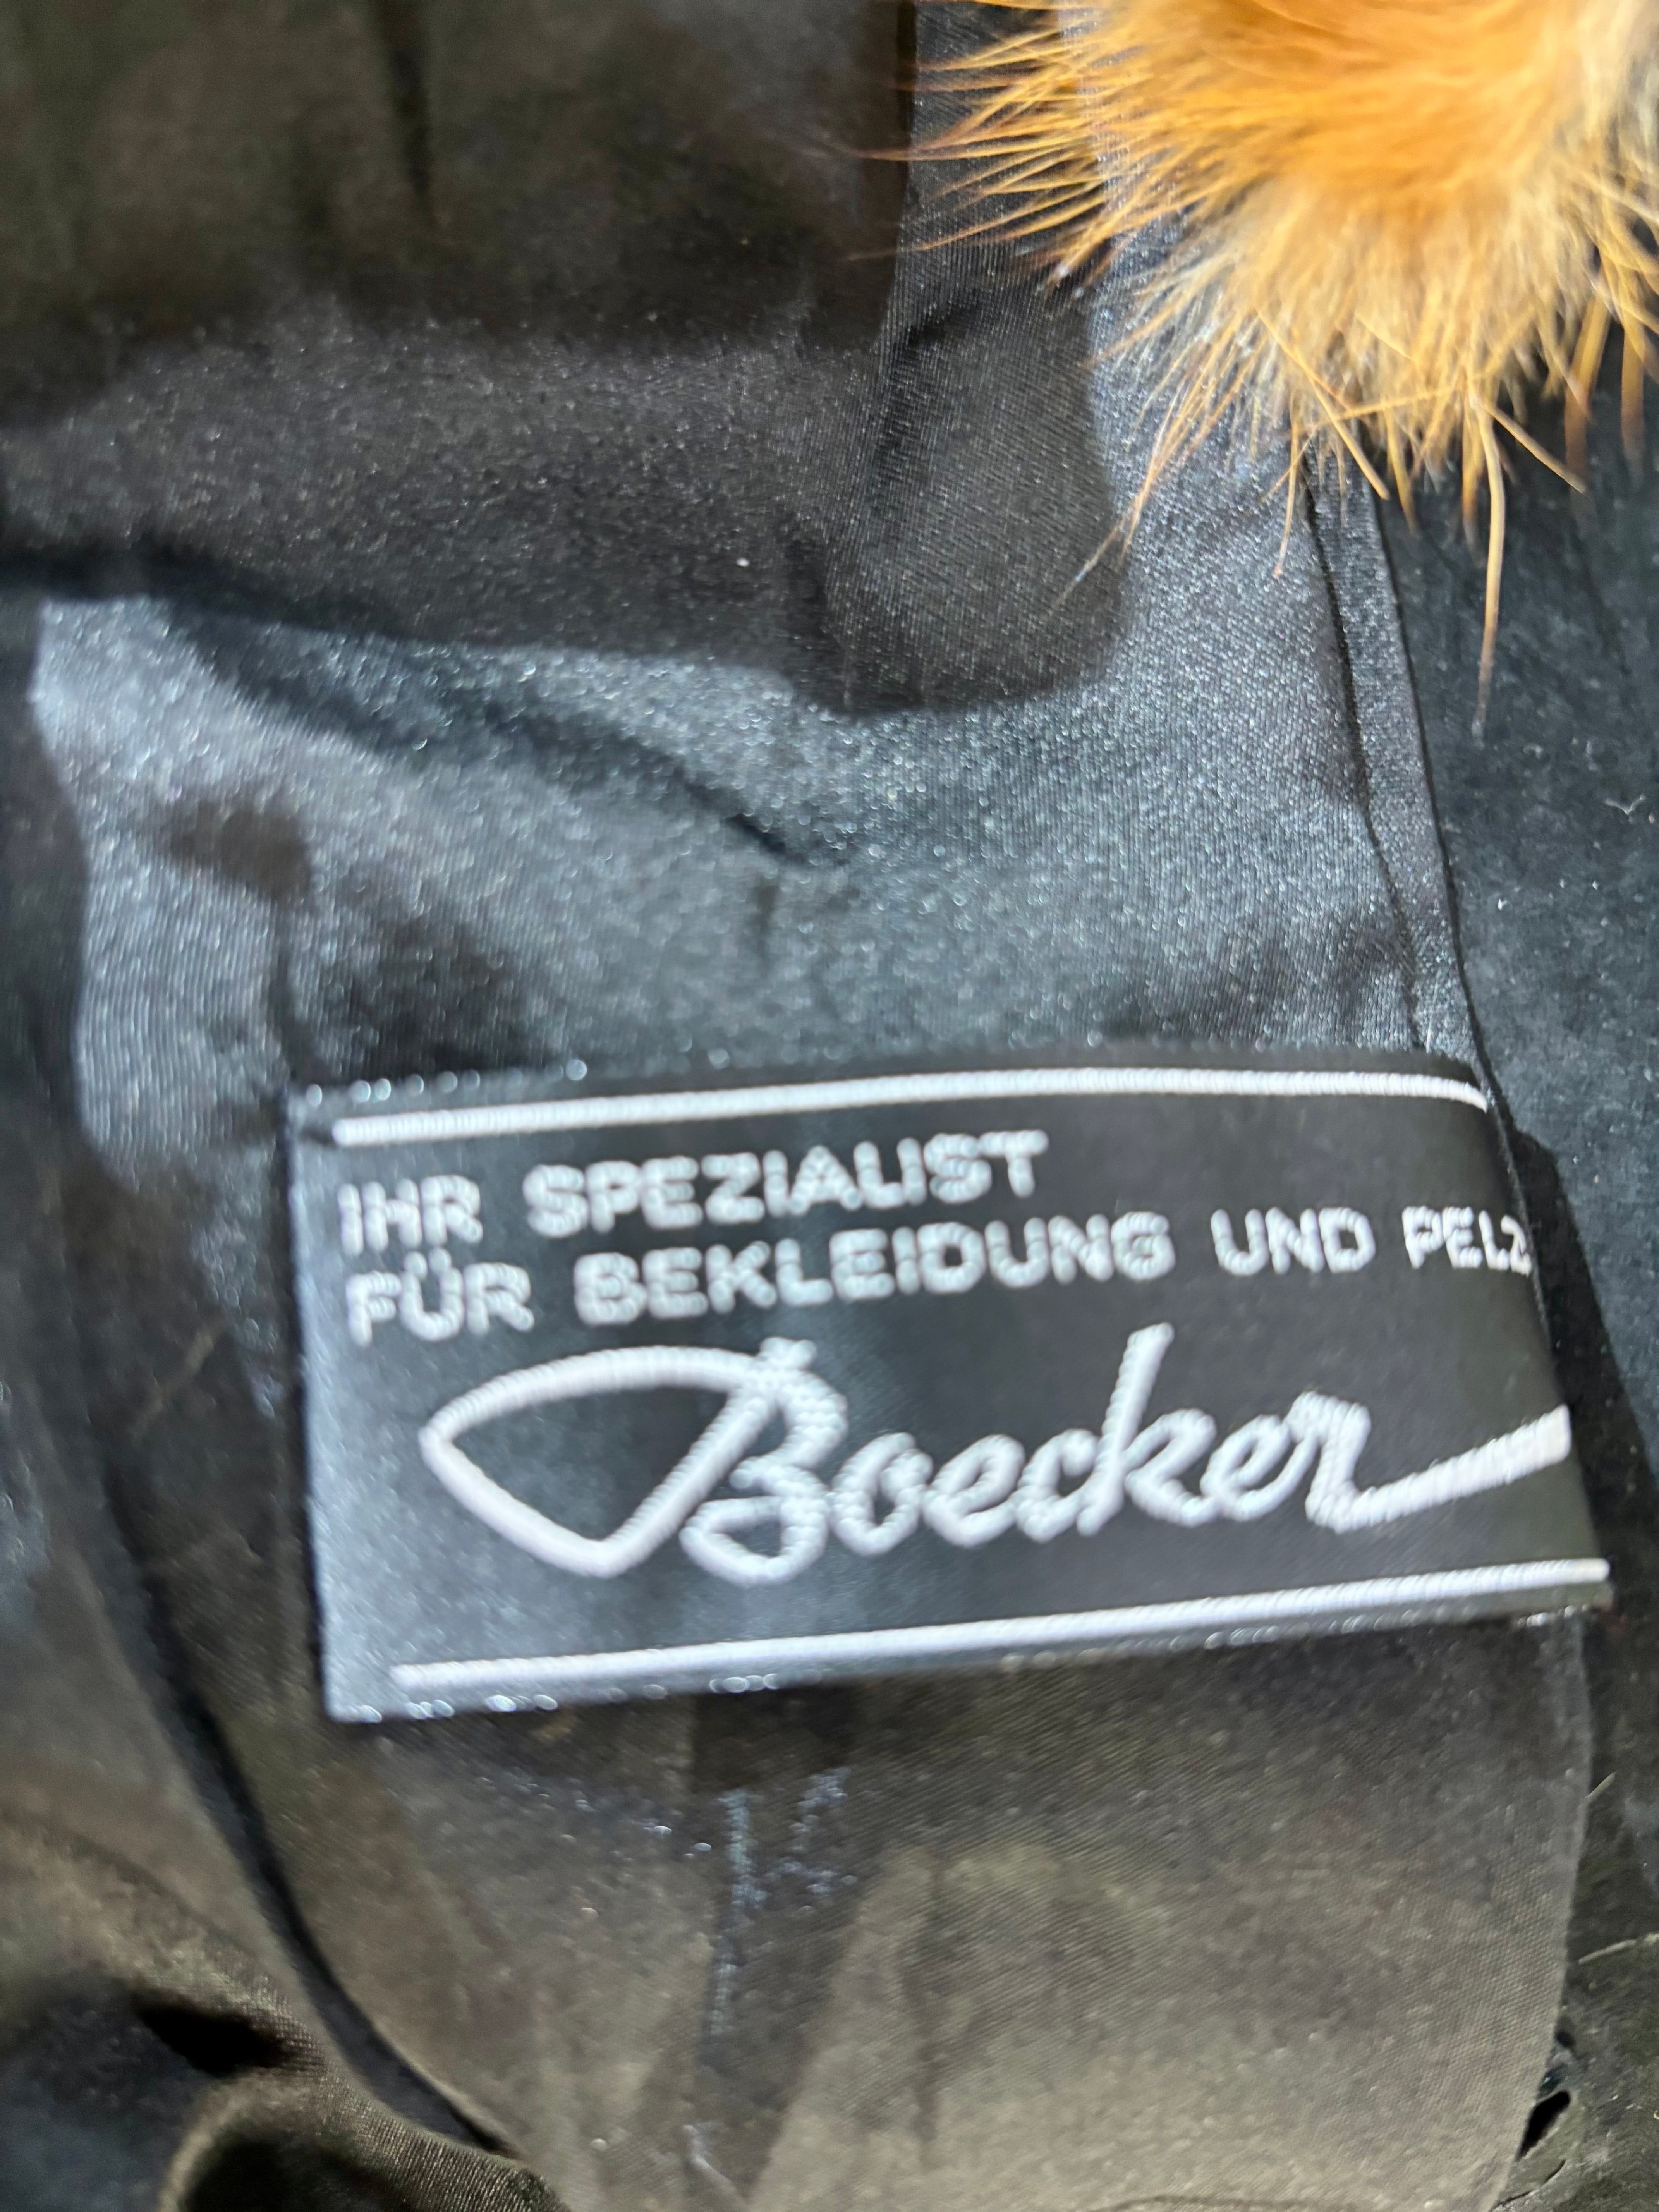 IHR SPEZIALIST
FÜR BEKLEIDUNG UND PELZ
Boecker